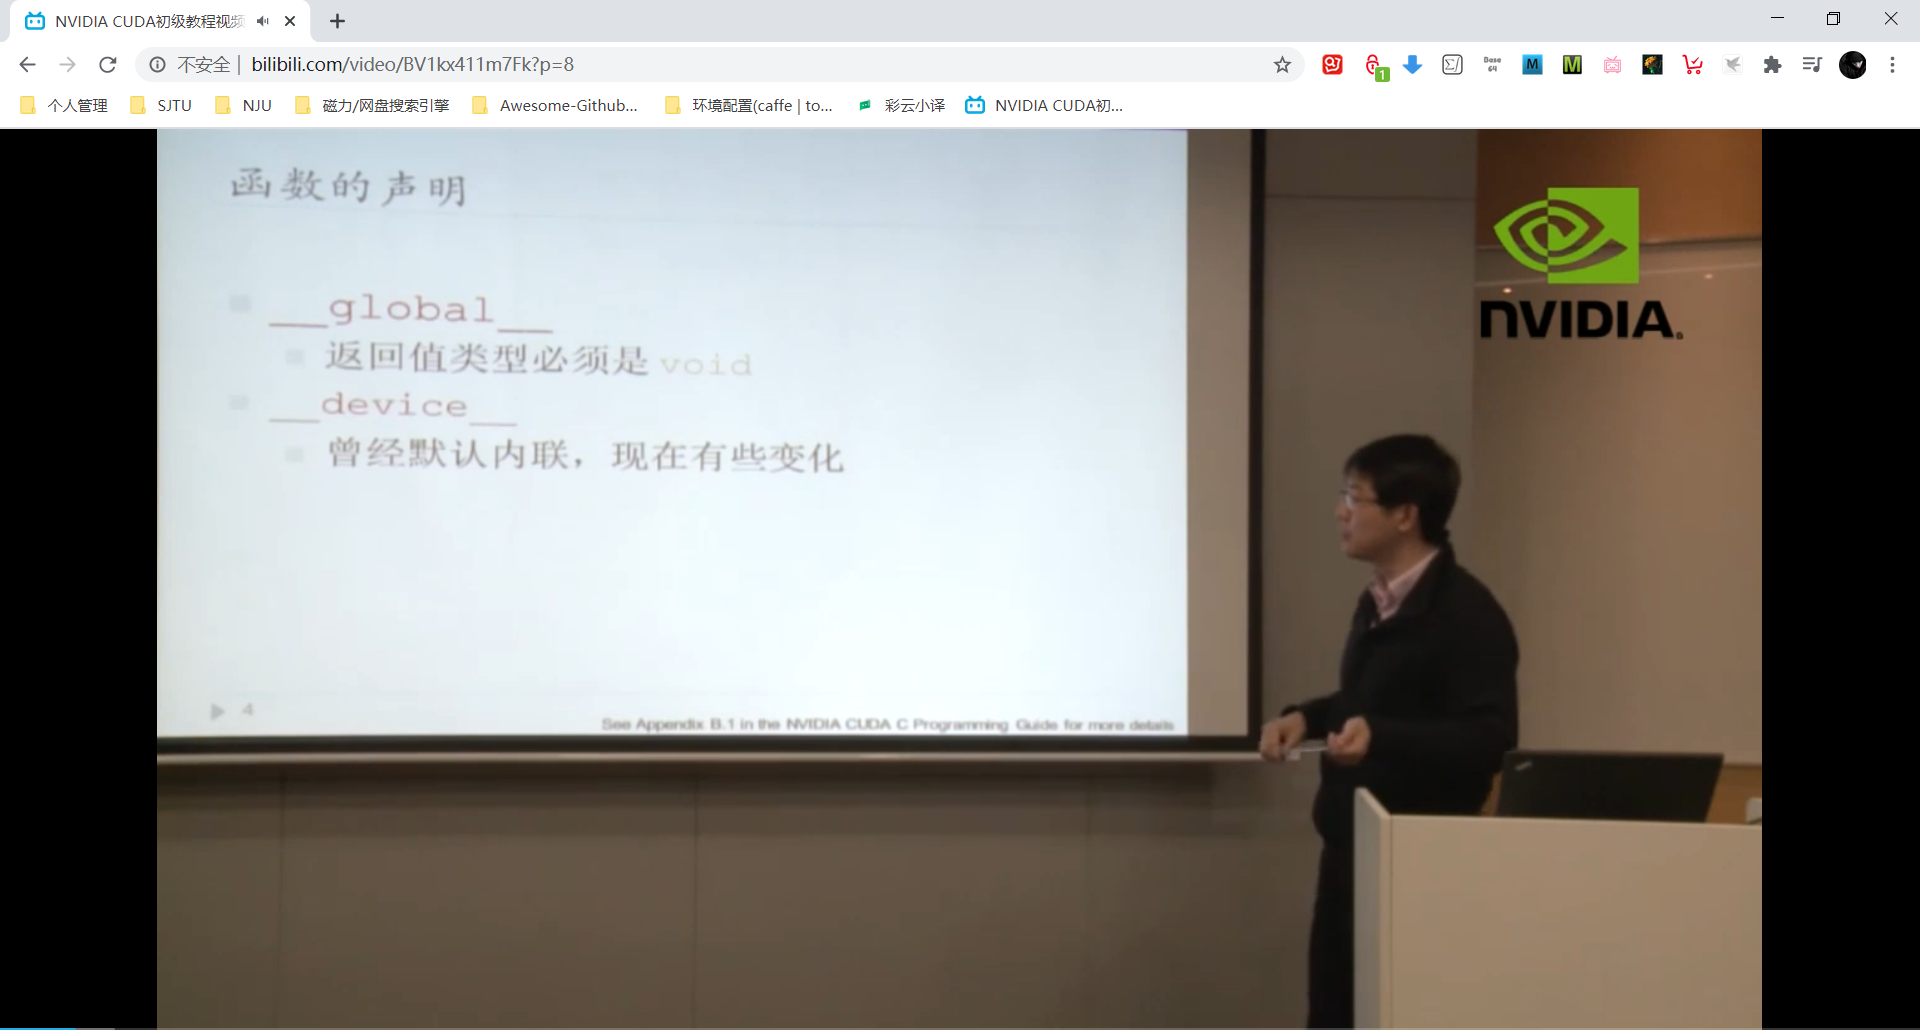 NVIDIA CUDA初级教程视频
不安全 | bilibili.com/video/BV1kx411m7Fk?p=8
1
Base
64
M
M
个人管理
SJTU
NJU
磁力/网盘搜索引擎
Awesome-Github...
环境配置(caffe | to...
彩云小译
NVIDIA CUDA初...
函数的声明
__global__
返回值类型必须是 void
__device__
曾经默认内联，现在有些变化
4
See Appendix B.1 in the NVIDIA CUDA C Programming Guide for more details
NVIDIA